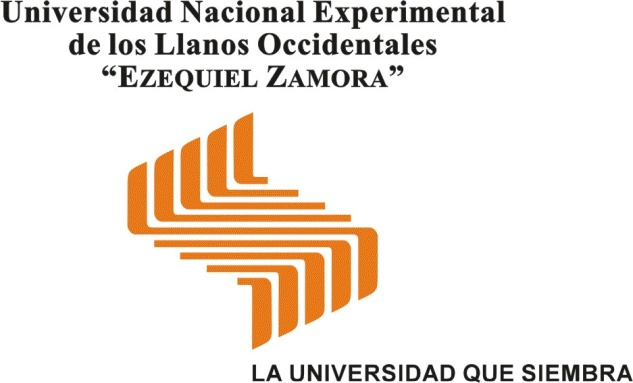 Universidad Nacional Experimental
de los Llanos Occidentales
“EZEQUIEL ZAMORA”
LA UNIVERSIDAD QUE SIEMBRA